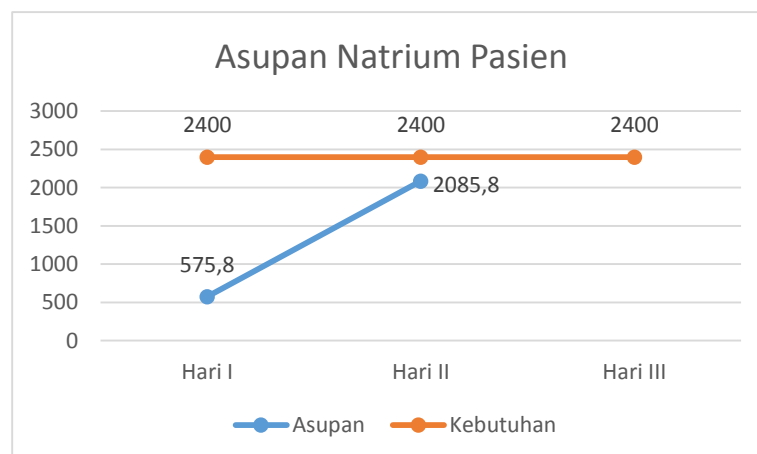 Asupan Natrium Pasien
3000
2500
2000
1500
1000
500
0
2400 2400 2400
2085,8
575,8
Hari I Hari II Hari III
Asupan Kebutuhan